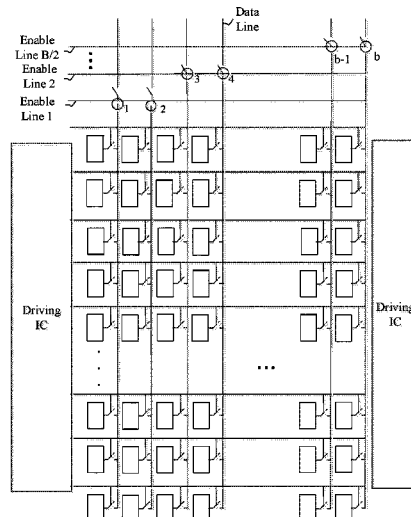 Data
Line
Enable
Line B/2
Enable
Line 2
Enable
Line 1
b-1
b
3
4
1
2
Driving
IC
Driving
IC